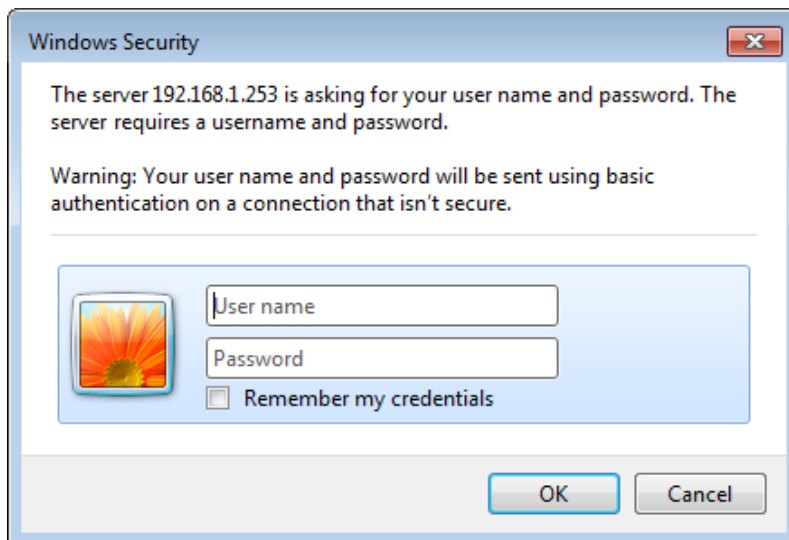 Windows Security
The server 192.168.1.253 is asking for your user name and password. The
server requires a username and password.
Warning: Your user name and password will be sent using basic
authentication on a connection that isn't secure.
User name
Password
Remember my credentials
OK
Cancel